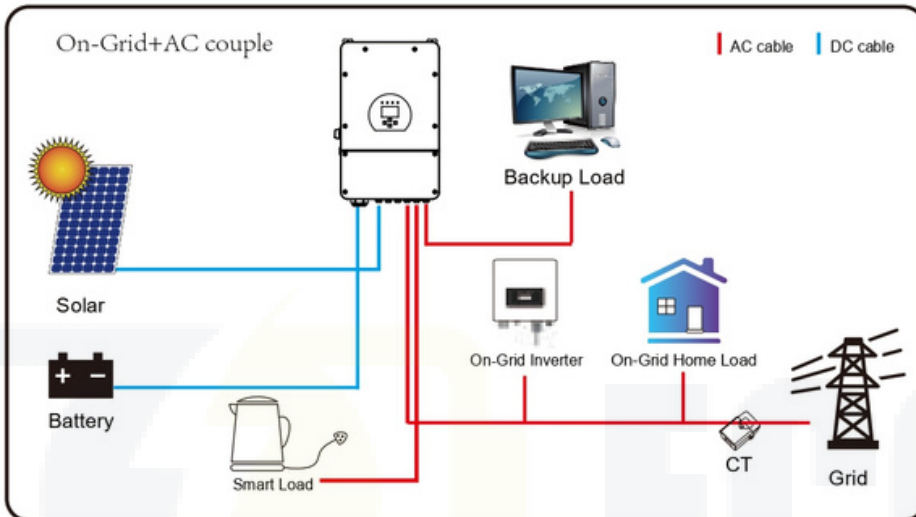 On-Grid+AC couple
AC cable
DC cable
Backup Load
Solar
On-Grid Inverter
On-Grid Home Load
Battery
Smart Load
CT
Grid